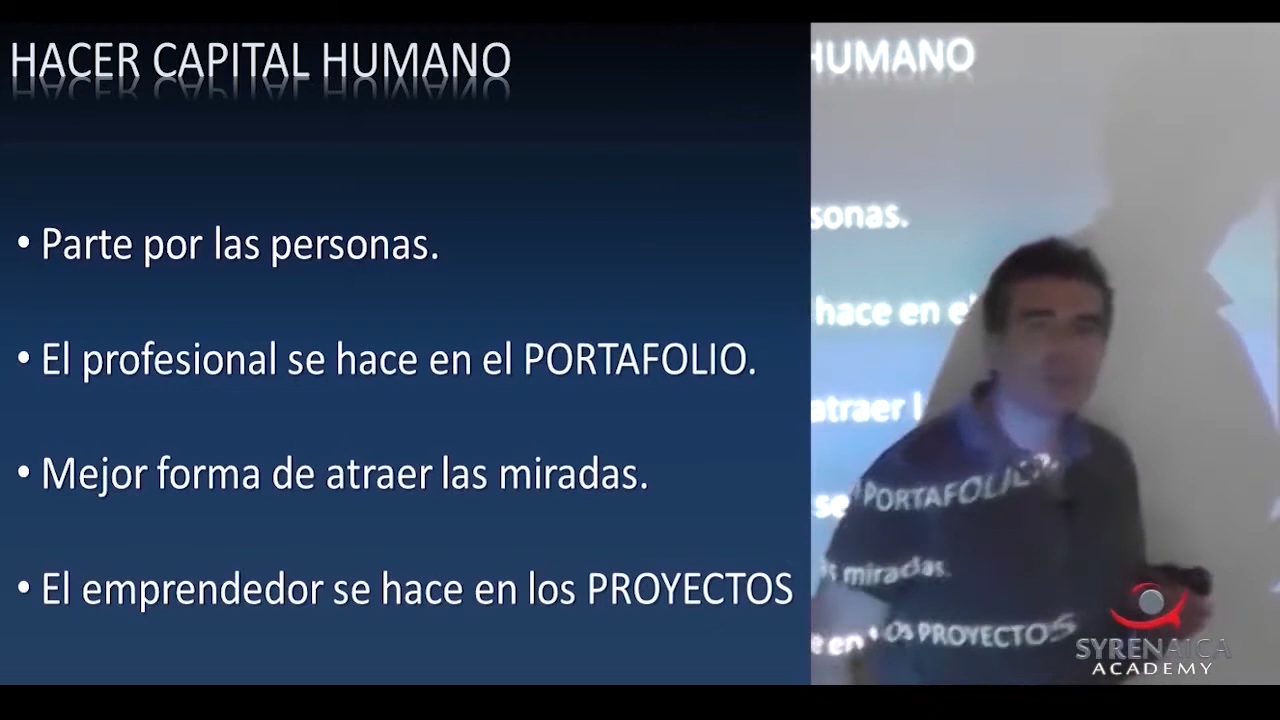 HACER CAPITAL HUMANO
• Parte por las personas.
• El profesional se hace en el PORTAFOLIO.
• Mejor forma de atraer las miradas.
• El emprendedor se hace en los PROYECTOS
HUMANO
sonas.
hace en el
atraer l
se PORTAFOLIO.
as miradas.
e en los PROYECTOS
SYRENAICA
ACADEMY